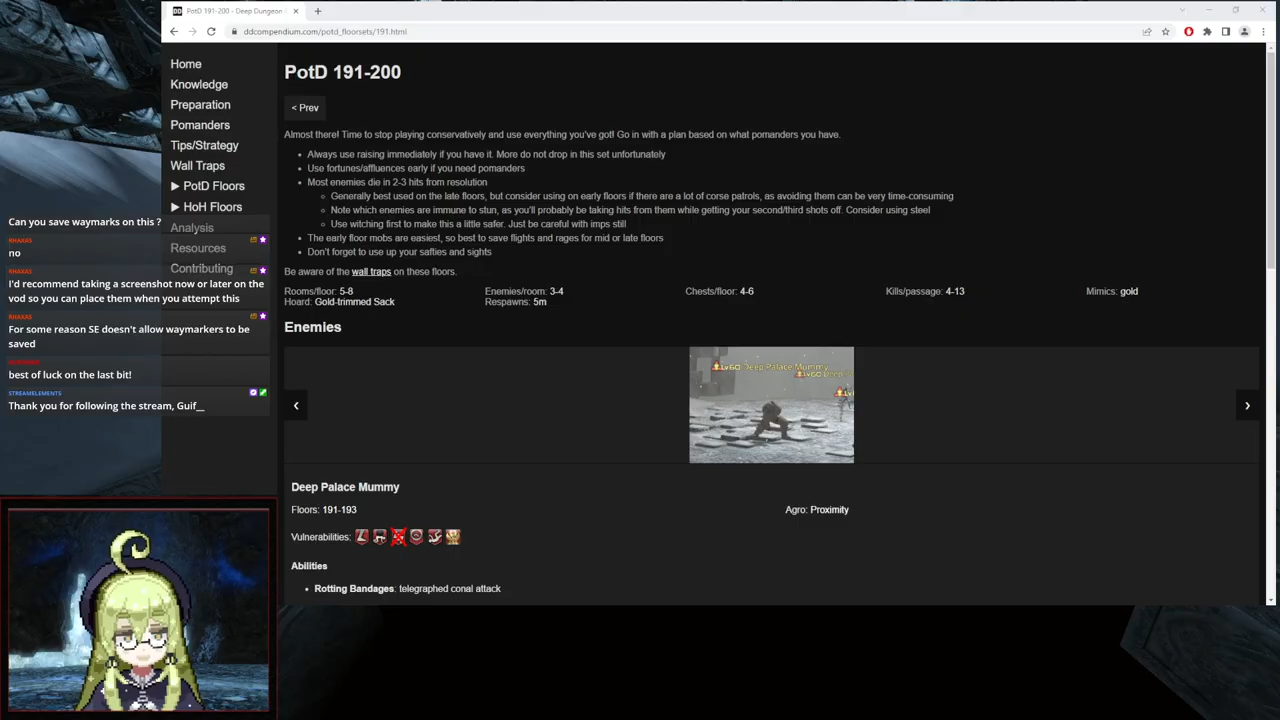 PotD 191-200 - Deep Dungeon
ddcompendium.com/potd_floorsets/191.html
Home
Knowledge
Preparation
Pomanders
Tips/Strategy
Wall Traps
▶ PotD Floors
▶ HoH Floors
Analysis
Resources
Contributing
Can you save waymarks on this ?
RHAXAS
no
RHAXAS
I'd recommend taking a screenshot now or later on the
vod so you can place them when you attempt this
RHAXAS
For some reason SE doesn't allow waymarkers to be
saved
best of luck on the last bit!
STREAMELEMENTS
Thank you for following the stream, Guif__
PotD 191-200
< Prev
Almost there! Time to stop playing conservatively and use everything you've got! Go in with a plan based on what pomanders you have.
• Always use raising immediately if you have it. More do not drop in this set unfortunately
• Use fortunes/affluences early if you need pomanders
• Most enemies die in 2-3 hits from resolution
○ Generally best used on the late floors, but consider using on early floors if there are a lot of corse patrols, as avoiding them can be very time-consuming
○ Note which enemies are immune to stun, as you'll probably be taking hits from them while getting your second/third shots off. Consider using steel
○ Use witching first to make this a little safer. Just be careful with imps still
• The early floor mobs are easiest, so best to save flights and rages for mid or late floors
• Don't forget to use up your safties and sights
Be aware of the wall traps on these floors.
Rooms/floor: 5-8 Enemies/room: 3-4 Chests/floor: 4-6 Kills/passage: 4-13 Mimics: gold
Hoard: Gold-trimmed Sack Respawns: 5m
Enemies
Lv60 Deep Palace Mummy
Deep Palace Mummy
Floors: 191-193 Agro: Proximity
Vulnerabilities:
Abilities
• Rotting Bandages: telegraphed conal attack